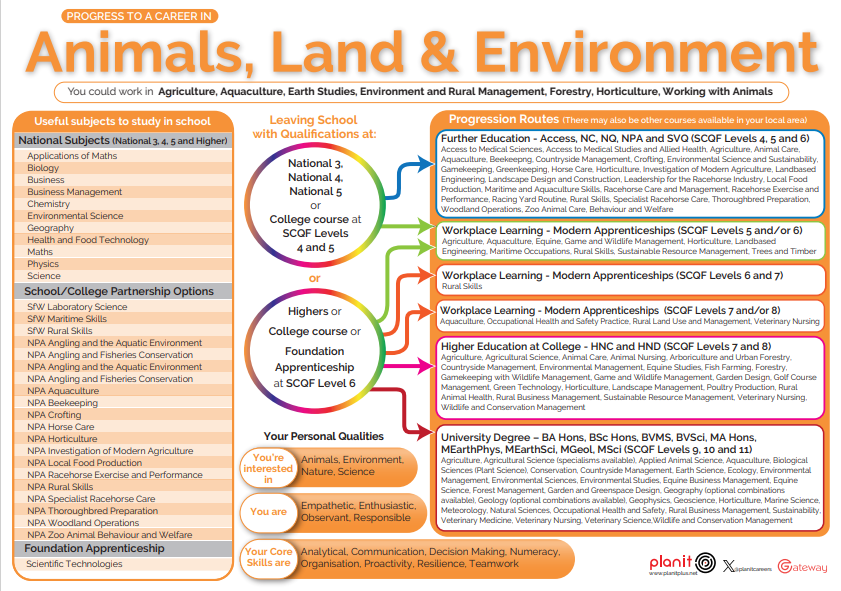 PROGRESS TO A CAREER IN
Animals, Land & Environment
You could work in Agriculture, Aquaculture, Earth Studies, Environment and Rural Management, Forestry, Horticulture, Working with Animals
Useful subjects to study in school
National Subjects (National 3, 4, 5 and Higher)
Applications of Maths
Biology
Business
Business Management
Chemistry
Environmental Science
Geography
Health and Food Technology
Maths
Physics
Science
School/College Partnership Options
SfW Laboratory Science
SfW Maritime Skills
SfW Rural Skills
NPA Angling and the Aquatic Environment
NPA Angling and Fisheries Conservation
NPA Angling and the Aquatic Environment
NPA Angling and Fisheries Conservation
NPA Aquaculture
NPA Beekeeping
NPA Crofting
NPA Horse Care
NPA Horticulture
NPA Investigation of Modern Agriculture
NPA Local Food Production
NPA Racehorse Exercise and Performance
NPA Rural Skills
NPA Specialist Racehorse Care
NPA Thoroughbred Preparation
NPA Woodland Operations
NPA Zoo Animal Behaviour and Welfare
Foundation Apprenticeship
Scientific Technologies
Leaving School
with Qualifications at:
National 3,
National 4,
National 5
or
College course at
SCQF Levels
4 and 5
or
Highers or
College course or
Foundation
Apprenticeship
at SCQF Level 6
Your Personal Qualities
You're
interested
in
Animals, Environment,
Nature, Science
You are
Empathetic, Enthusiastic,
Observant, Responsible
Your Core
Skills are
Analytical, Communication, Decision Making, Numeracy,
Organisation, Proactivity, Resilience, Teamwork
Progression Routes (There may also be other courses available in your local area)
Further Education - Access, NC, NQ, NPA and SVQ (SCQF Levels 4, 5 and 6)
Access to Medical Sciences, Access to Medical Studies and Allied Health, Agriculture, Animal Care,
Aquaculture, Beekeeping, Countryside Management, Crofting, Environmental Science and Sustainability,
Gamekeeping, Greenkeeping, Horse Care, Horticulture, Investigation of Modern Agriculture, Landbased
Engineering, Landscape Design and Construction, Leadership for the Racehorse Industry, Local Food
Production, Maritime and Aquaculture Skills, Racehorse Care and Management, Racehorse Exercise and
Performance, Racing Yard Routine, Rural Skills, Specialist Racehorse Care, Thoroughbred Preparation,
Woodland Operations, Zoo Animal Care, Behaviour and Welfare
Workplace Learning - Modern Apprenticeships (SCQF Levels 5 and/or 6)
Agriculture, Aquaculture, Equine, Game and Wildlife Management, Horticulture, Landbased
Engineering, Maritime Occupations, Rural Skills, Sustainable Resource Management, Trees and Timber
Workplace Learning - Modern Apprenticeships (SCQF Levels 6 and 7)
Rural Skills
Workplace Learning - Modern Apprenticeships (SCQF Levels 7 and/or 8)
Aquaculture, Occupational Health and Safety Practice, Rural Land Use and Management, Veterinary Nursing
Higher Education at College - HNC and HND (SCQF Levels 7 and 8)
Agriculture, Agricultural Science, Animal Care, Animal Nursing, Arboriculture and Urban Forestry,
Countryside Management, Environmental Management, Equine Studies, Fish Farming, Forestry,
Gamekeeping with Wildlife Management, Game and Wildlife Management, Garden Design, Golf Course
Management, Green Technology, Horticulture, Landscape Management, Poultry Production, Rural
Animal Health, Rural Business Management, Sustainable Resource Management, Veterinary Nursing,
Wildlife and Conservation Management
University Degree – BA Hons, BSc Hons, BVMS, BVSci, MA Hons,
MEarthPhys, MEarthSci, MGeol, MSci (SCQF Levels 9, 10 and 11)
Agriculture, Agricultural Science (specialisms available), Applied Animal Science, Aquaculture, Biological
Sciences (Plant Science), Conservation, Countryside Management, Earth Science, Ecology, Environmental
Management, Environmental Sciences, Environmental Studies, Equine Business Management, Equine
Science, Forest Management, Garden and Greenspace Design, Geography (optional combinations
available), Geology (optional combinations available), Geophysics, Geoscience, Horticulture, Marine Science,
Meteorology, Natural Sciences, Occupational Health and Safety, Rural Business Management, Sustainability,
Veterinary Medicine, Veterinary Nursing, Veterinary Science,Wildlife and Conservation Management
planit
www.planitplus.net
@planitcareers
Gateway